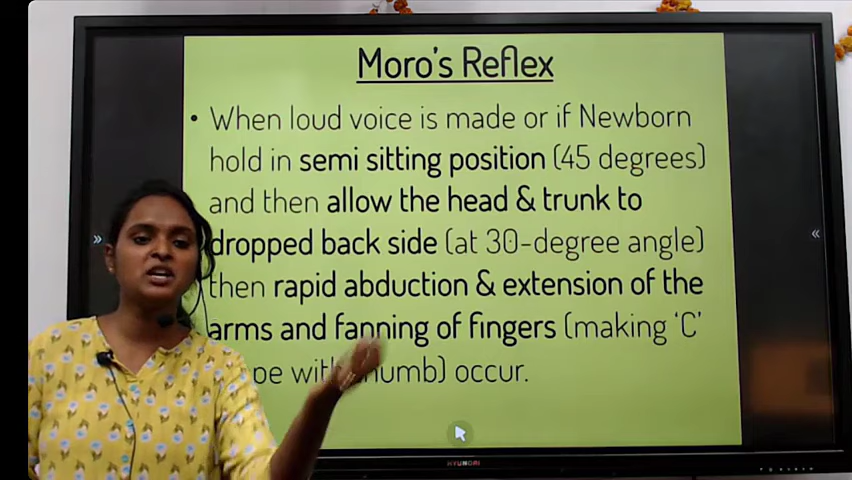 Moro's Reflex
• When loud voice is made or if Newborn
hold in semi sitting position (45 degrees)
and then allow the head & trunk to
dropped back side (at 30-degree angle)
then rapid abduction & extension of the
arms and fanning of fingers (making 'C'
with) occur.
HYUNDAI